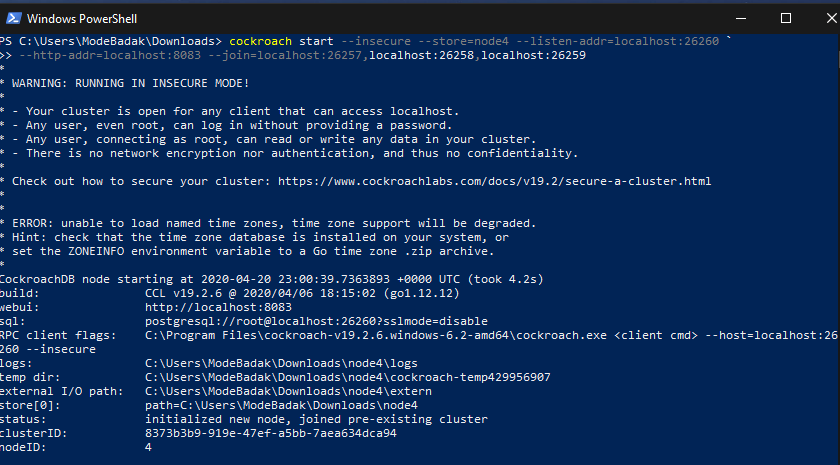 Windows PowerShell
PS C:\Users\ModeBadak\Downloads> cockroach start --insecure --store=node4 --listen-addr=localhost:26260 `
>> --http-addr=localhost:8083 --join=localhost:26257,localhost:26258,localhost:26259
*
* WARNING: RUNNING IN INSECURE MODE!
*
* - Your cluster is open for any client that can access localhost.
* - Any user, even root, can log in without providing a password.
* - Any user, connecting as root, can read or write any data in your cluster.
* - There is no network encryption nor authentication, and thus no confidentiality.
*
* Check out how to secure your cluster: https://www.cockroachlabs.com/docs/v19.2/secure-a-cluster.html
*
*
* ERROR: unable to load named time zones, time zone support will be degraded.
* Hint: check that the time zone database is installed on your system, or
* set the ZONEINFO environment variable to a Go time zone .zip archive.
*
CockroachDB node starting at 2020-04-20 23:00:39.7363893 +0000 UTC (took 4.2s)
build: CCL v19.2.6 @ 2020/04/06 18:15:02 (go1.12.12)
webui: http://localhost:8083
sql: postgresql://root@localhost:26260?sslmode=disable
RPC client flags: C:\Program Files\cockroach-v19.2.6.windows-6.2-amd64\cockroach.exe <client cmd> --host=localhost:26
260 --insecure
logs: C:\Users\ModeBadak\Downloads\node4\logs
temp dir: C:\Users\ModeBadak\Downloads\node4\cockroach-temp429956907
external I/O path: C:\Users\ModeBadak\Downloads\node4\extern
store[0]: path=C:\Users\ModeBadak\Downloads\node4
status: initialized new node, joined pre-existing cluster
clusterID: 8373b3b9-919e-47ef-a5bb-7aea634dca94
nodeID: 4